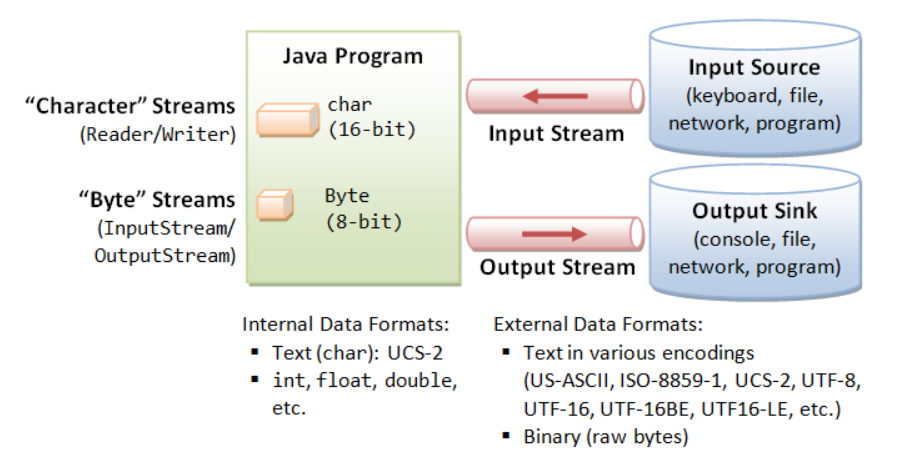 Java Program
"Character" Streams
(Reader/Writer)
char
(16-bit)
"Byte" Streams
(InputStream/
OutputStream)
Byte
(8-bit)
Input Stream
Output Stream
Input Source
(keyboard, file,
network, program)
Output Sink
(console, file,
network, program)
Internal Data Formats:
▪ Text (char): UCS-2
▪ int, float, double,
etc.
External Data Formats:
▪ Text in various encodings
(US-ASCII, ISO-8859-1, UCS-2, UTF-8,
UTF-16, UTF-16BE, UTF16-LE, etc.)
▪ Binary (raw bytes)